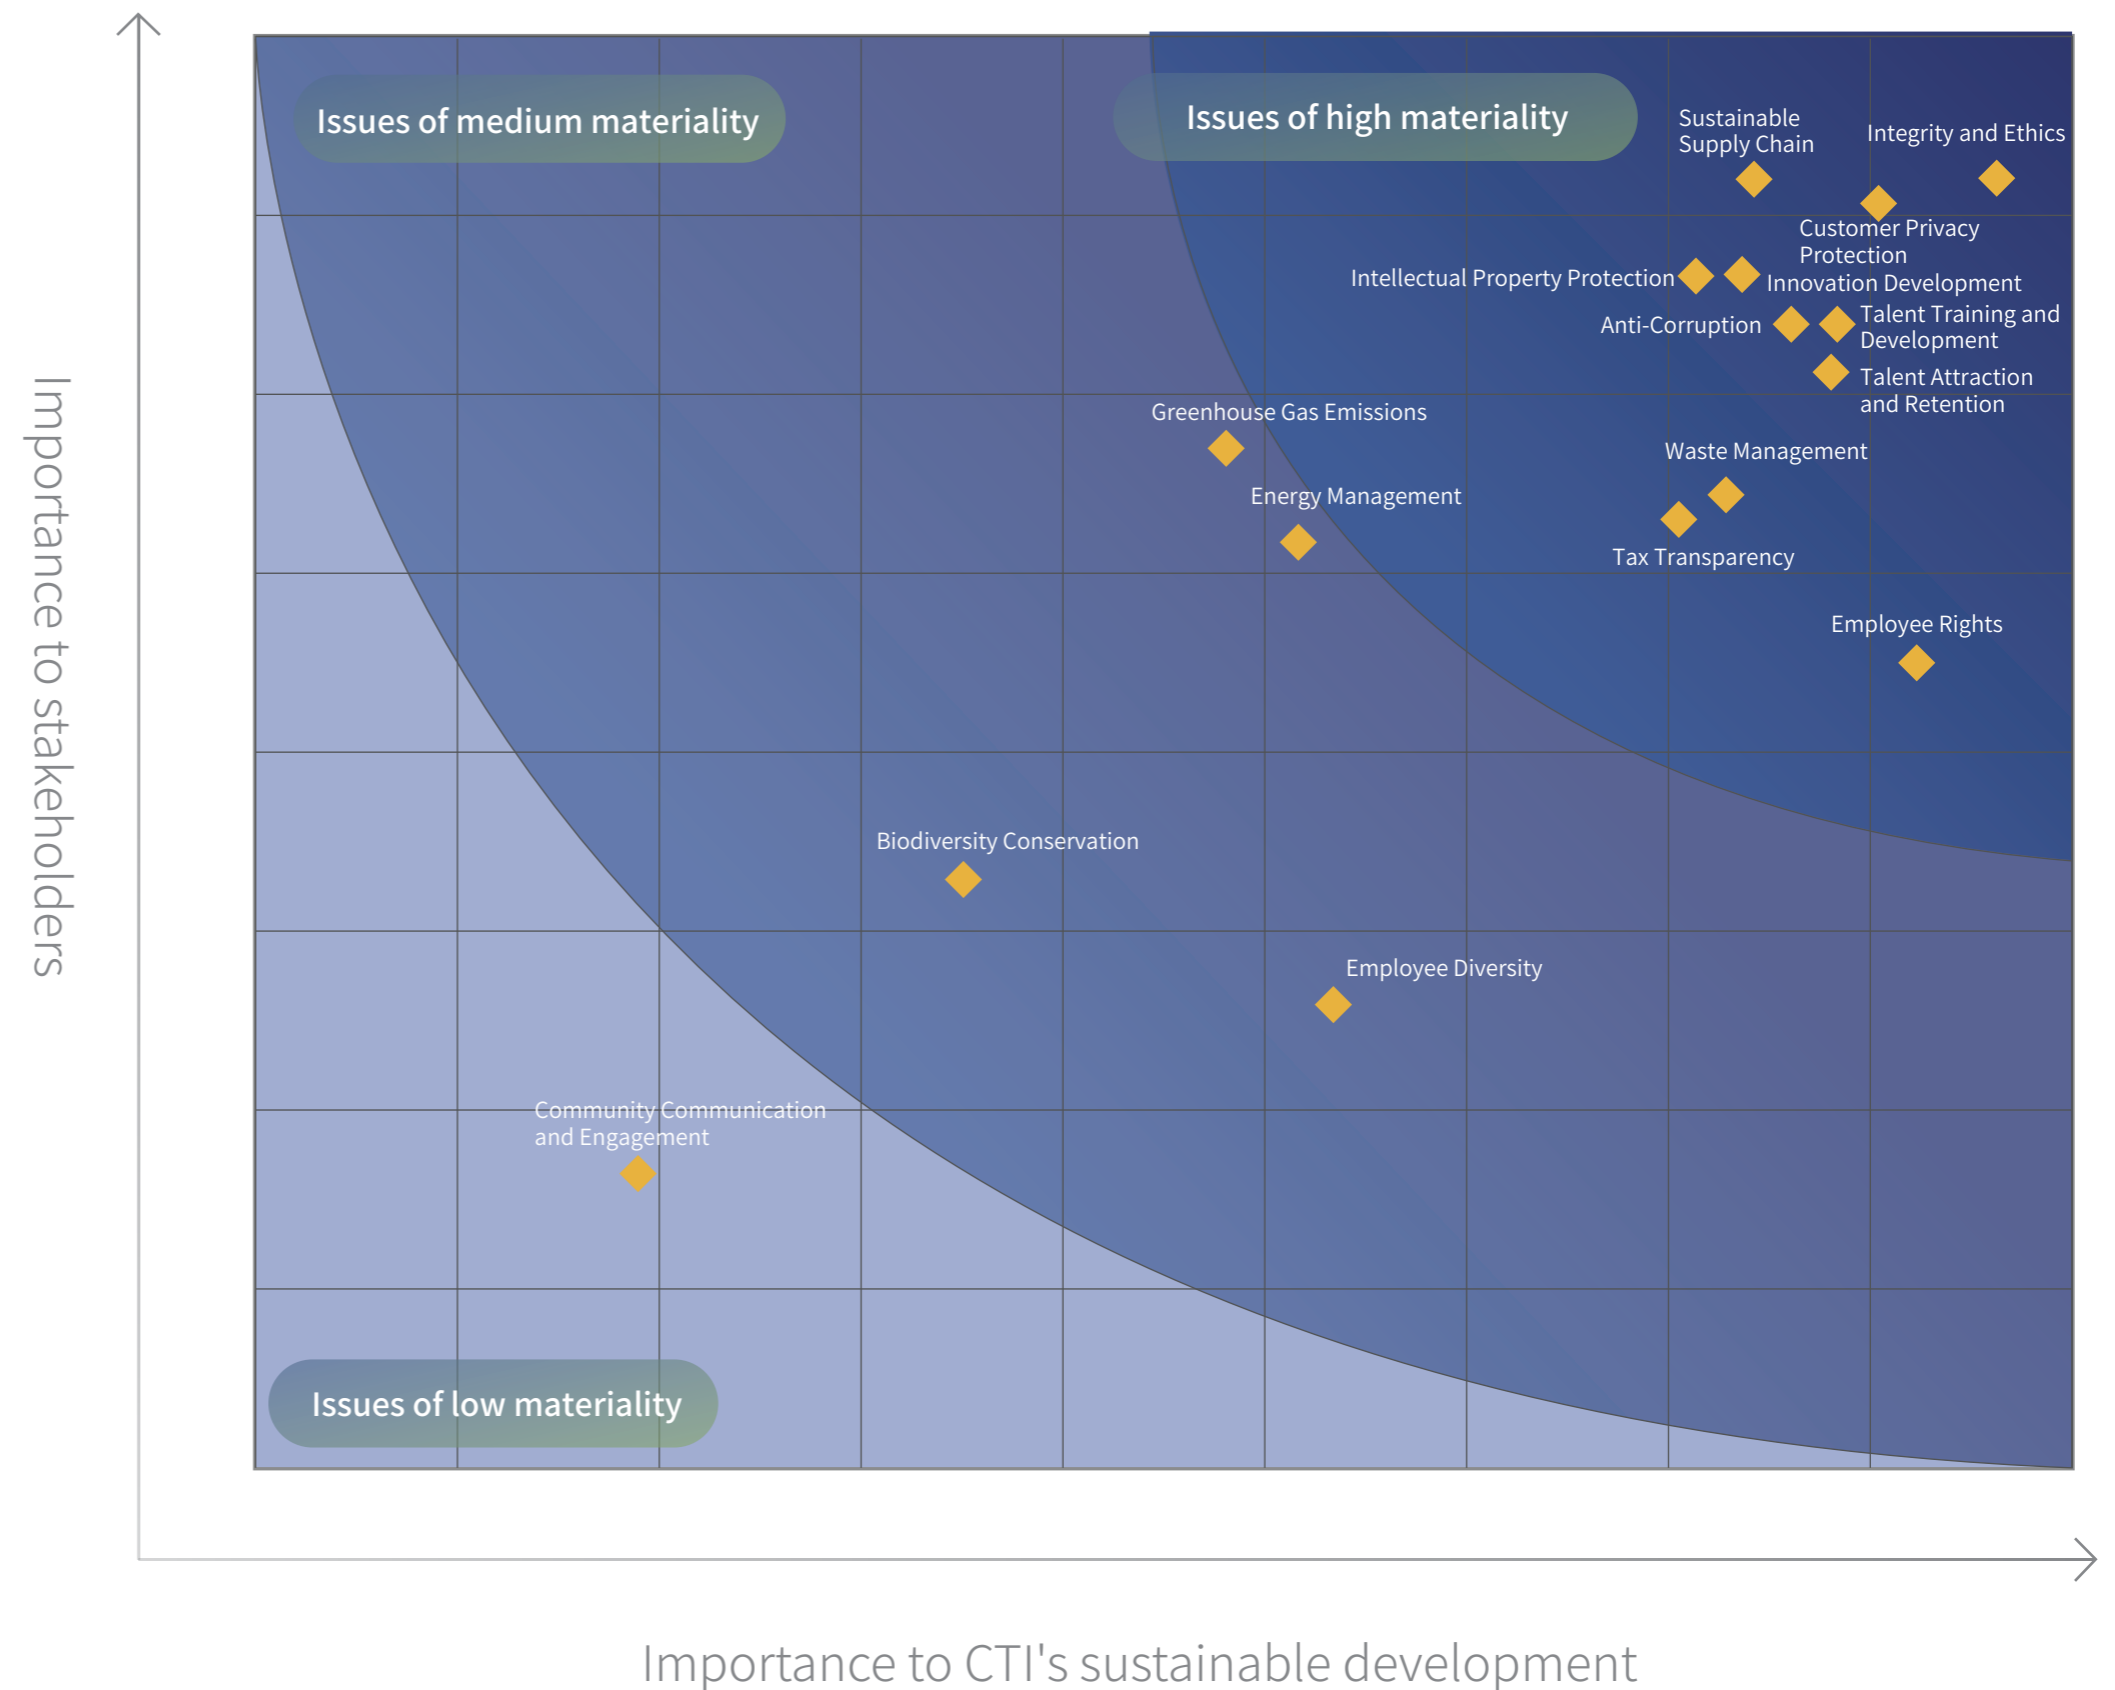 Issues of medium materiality
Issues of high materiality
Sustainable
Supply Chain
Integrity and Ethics
Customer Privacy
Protection
Intellectual Property Protection
Innovation Development
Anti-Corruption
Talent Training and
Development
Talent Attraction
and Retention
Greenhouse Gas Emissions
Waste Management
Energy Management
Tax Transparency
Employee Rights
Biodiversity Conservation
Employee Diversity
Community Communication
and Engagement
Issues of low materiality
Importance to stakeholders
Importance to CTI's sustainable development